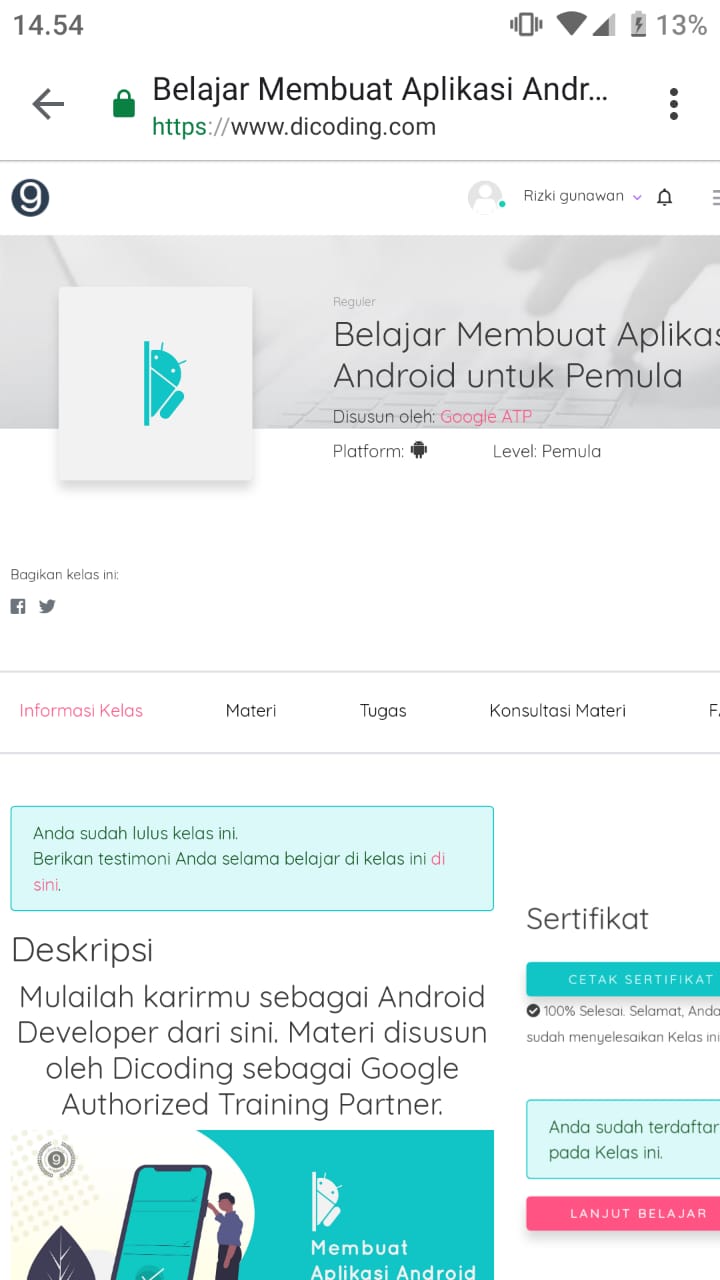 14.54
13%
Belajar Membuat Aplikasi Andr...
https://www.dicoding.com
Rizki gunawan
Reguler
Belajar Membuat Aplikas
Android untuk Pemula
Disusun oleh: Google ATP
Platform:
Level: Pemula
Bagikan kelas ini:
Informasi Kelas
Materi
Tugas
Konsultasi Materi
F
Anda sudah lulus kelas ini.
Berikan testimoni Anda selama belajar di kelas ini di
sini.
Deskripsi
Mulailah karirmu sebagai Android
Developer dari sini. Materi disusun
oleh Dicoding sebagai Google
Authorized Training Partner.
Membuat
Aplikasi Android
Sertifikat
CETAK SERTIFIKAT
100% Selesai. Selamat, Anda
sudah menyelesaikan Kelas ini
Anda sudah terdaftar
pada Kelas ini.
LANJUT BELAJAR